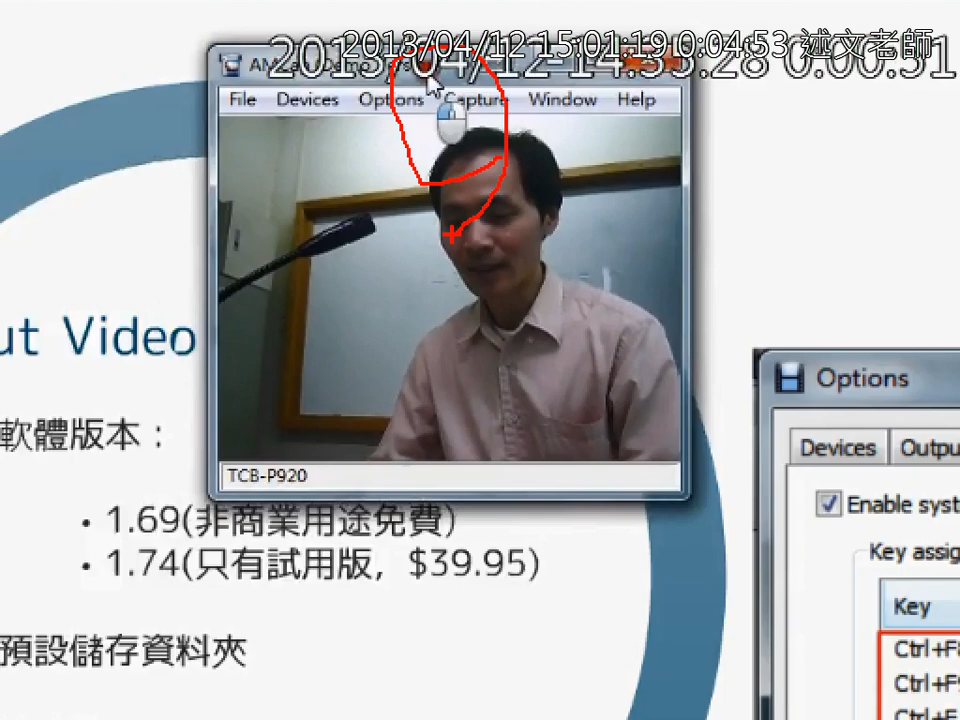 2013/04/12 15:01:19 0:04:53 述文老師
File Devices Options Capture Window Help
TCB-P920
ut Video
軟體版本：
• 1.69(非商業用途免費)
• 1.74(只有試用版，$39.95)
預設儲存資料夾
Options
Devices
Enable
Key
Key
Ctrl+F8